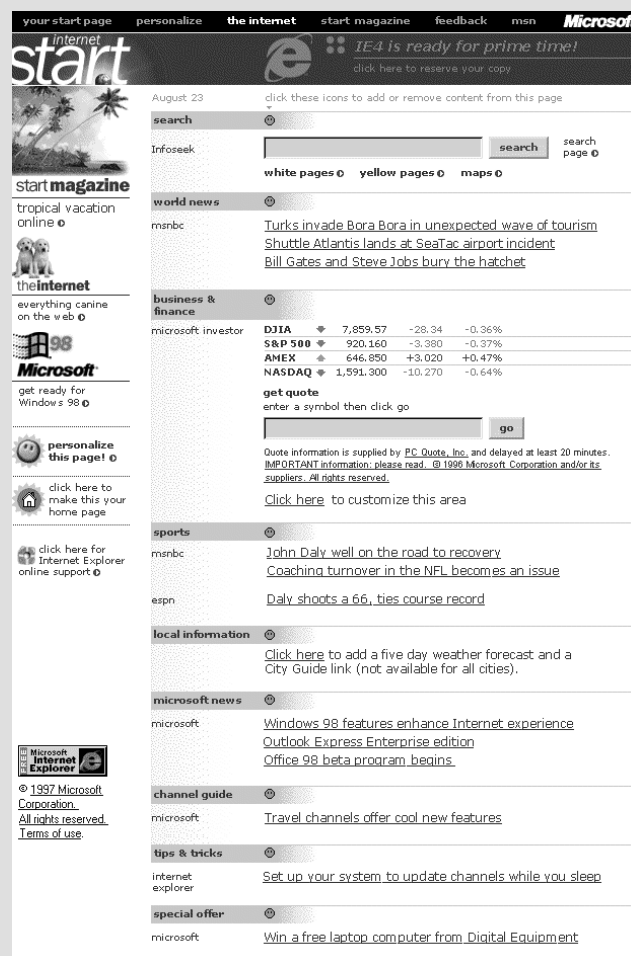 your start page personalize the internet start magazine feedback msn Microsof
internet
start.
IE4 is ready for prime time!
click here to reserve your copy
August 23 click these icons to add or remove content from this page
search
Infoseek search search
page
white pages yellow pages maps
start magazine
tropical vacation
online
world news
msnbc Turks invade Bora Bora in unexpected wave of tourism
Shuttle Atlantis lands at SeaTac airport incident
Bill Gates and Steve Jobs bury the hatchet
the internet
everything canine
on the web
98
Microsoft
get ready for
Windows 98
business &
finance
microsoft investor DJIA 7,859.57 -28.34 -0.36%
S&P 500 920.160 -3.380 -0.37%
AMEX 646.850 +3.020 +0.47%
NASDAQ 1,591.300 -10.270 -0.64%
get quote
enter a symbol then click go
go
Quote information is supplied by PC Quote, Inc. and delayed at least 20 minutes.
IMPORTANT information: please read. © 1996 Microsoft Corporation and/or its
suppliers. All rights reserved.
Click here to customize this area
personalize
this page!
click here to
make this your
home page
click here for
Internet Explorer
online support
sports
msnbc John Daly well on the road to recovery
Coaching turnover in the NFL becomes an issue
espn Daly shoots a 66, ties course record
local information
Click here to add a five day weather forecast and a
City Guide link (not available for all cities).
microsoft news
microsoft Windows 98 features enhance Internet experience
Outlook Express Enterprise edition
Office 98 beta program begins
FREE
Microsoft
Internet
Explorer
© 1997 Microsoft
Corporation.
All rights reserved.
Terms of use.
channel guide
microsoft Travel channels offer cool new features
tips & tricks
internet
explorer Set up your system to update channels while you sleep
special offer
microsoft Win a free laptop computer from Digital Equipment